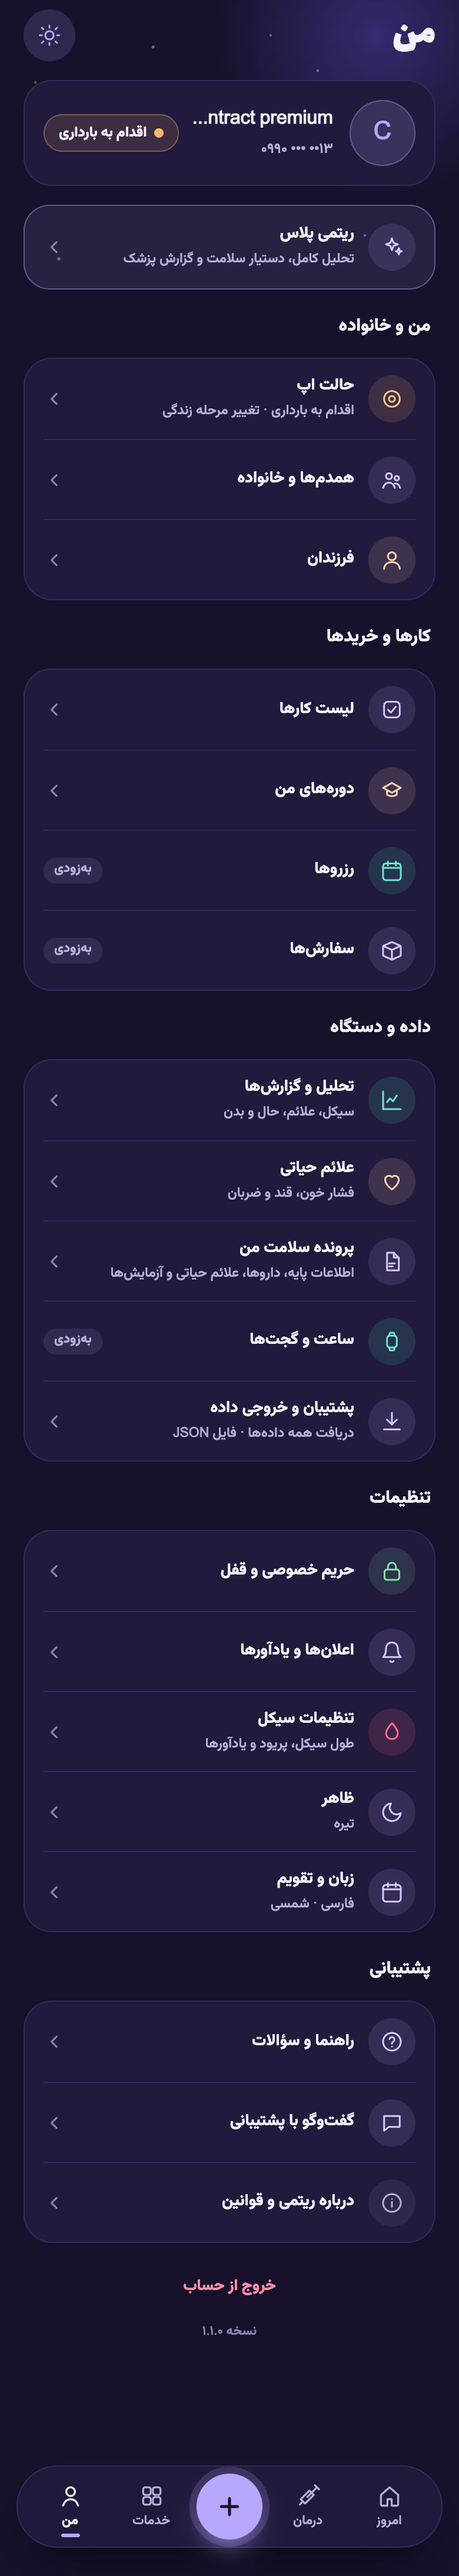 من
C
...ntract premium
۰۹۹۰ ••• ••۱۳
اقدام به بارداری
ریتمی پلاس
تحلیل کامل، دستیار سلامت و گزارش پزشک
من و خانواده
حالت اپ
اقدام به بارداری · تغییر مرحله زندگی
همدم‌ها و خانواده
فرزندان
کارها و خریدها
لیست کارها
دوره‌های من
رزروها
به‌زودی
سفارش‌ها
به‌زودی
داده و دستگاه
تحلیل و گزارش‌ها
سیکل، علائم، حال و بدن
علائم حیاتی
فشار خون، قند و ضربان
پرونده سلامت من
اطلاعات پایه، داروها، علائم حیاتی و آزمایش‌ها
ساعت و گجت‌ها
به‌زودی
پشتیبان و خروجی داده
دریافت همه داده‌ها · فایل JSON
تنظیمات
حریم خصوصی و قفل
اعلان‌ها و یادآورها
تنظیمات سیکل
طول سیکل، پریود و یادآورها
ظاهر
تیره
زبان و تقویم
فارسی · شمسی
پشتیبانی
راهنما و سؤالات
گفت‌وگو با پشتیبانی
درباره ریتمی و قوانین
خروج از حساب
نسخه ۱.۱.۰
امروز
درمان
خدمات
من